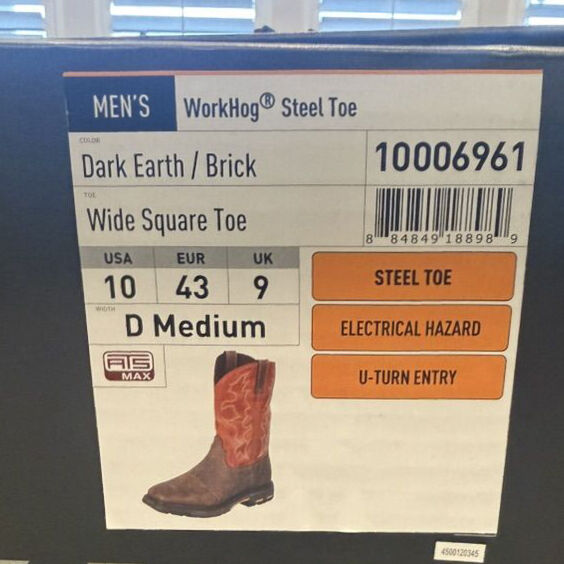 MEN'S WorkHog® Steel Toe
COLOR
Dark Earth / Brick
10006961
TOE
Wide Square Toe
8 84849 18898 9
USA EUR UK
10 43 9
WIDTH
D Medium
STEEL TOE
ELECTRICAL HAZARD
U-TURN ENTRY
ATS
MAX
4500120345